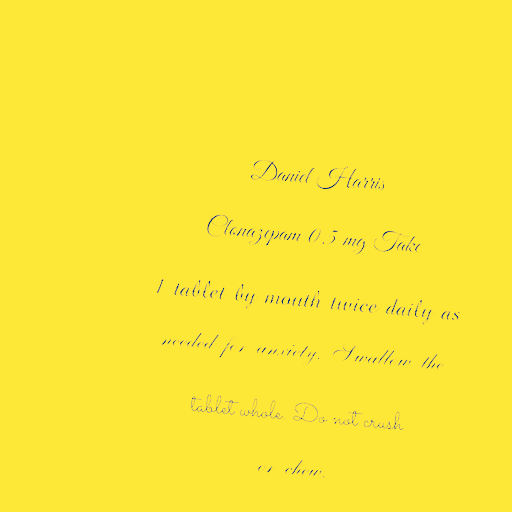 Daniel Harris
Clonazepam 0.5 mg Take
1 tablet by mouth twice daily as
needed for anxiety. Swallow the
tablet whole. Do not crush
or chew.